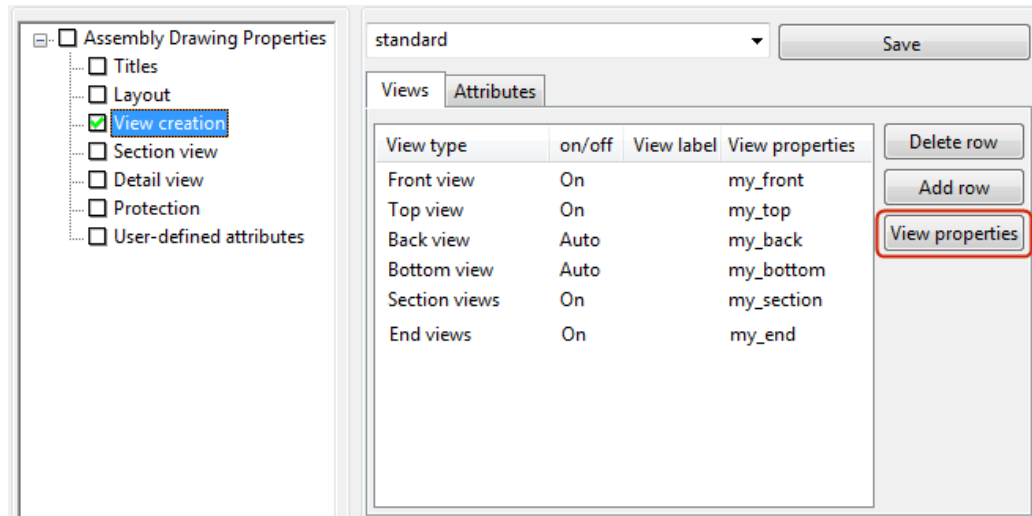 Assembly Drawing Properties
Titles
Layout
View creation
Section view
Detail view
Protection
User-defined attributes
standard
Save
Views Attributes
View type on/off View label View properties
Front view On my_front
Top view On my_top
Back view Auto my_back
Bottom view Auto my_bottom
Section views On my_section
End views On my_end
Delete row
Add row
View properties